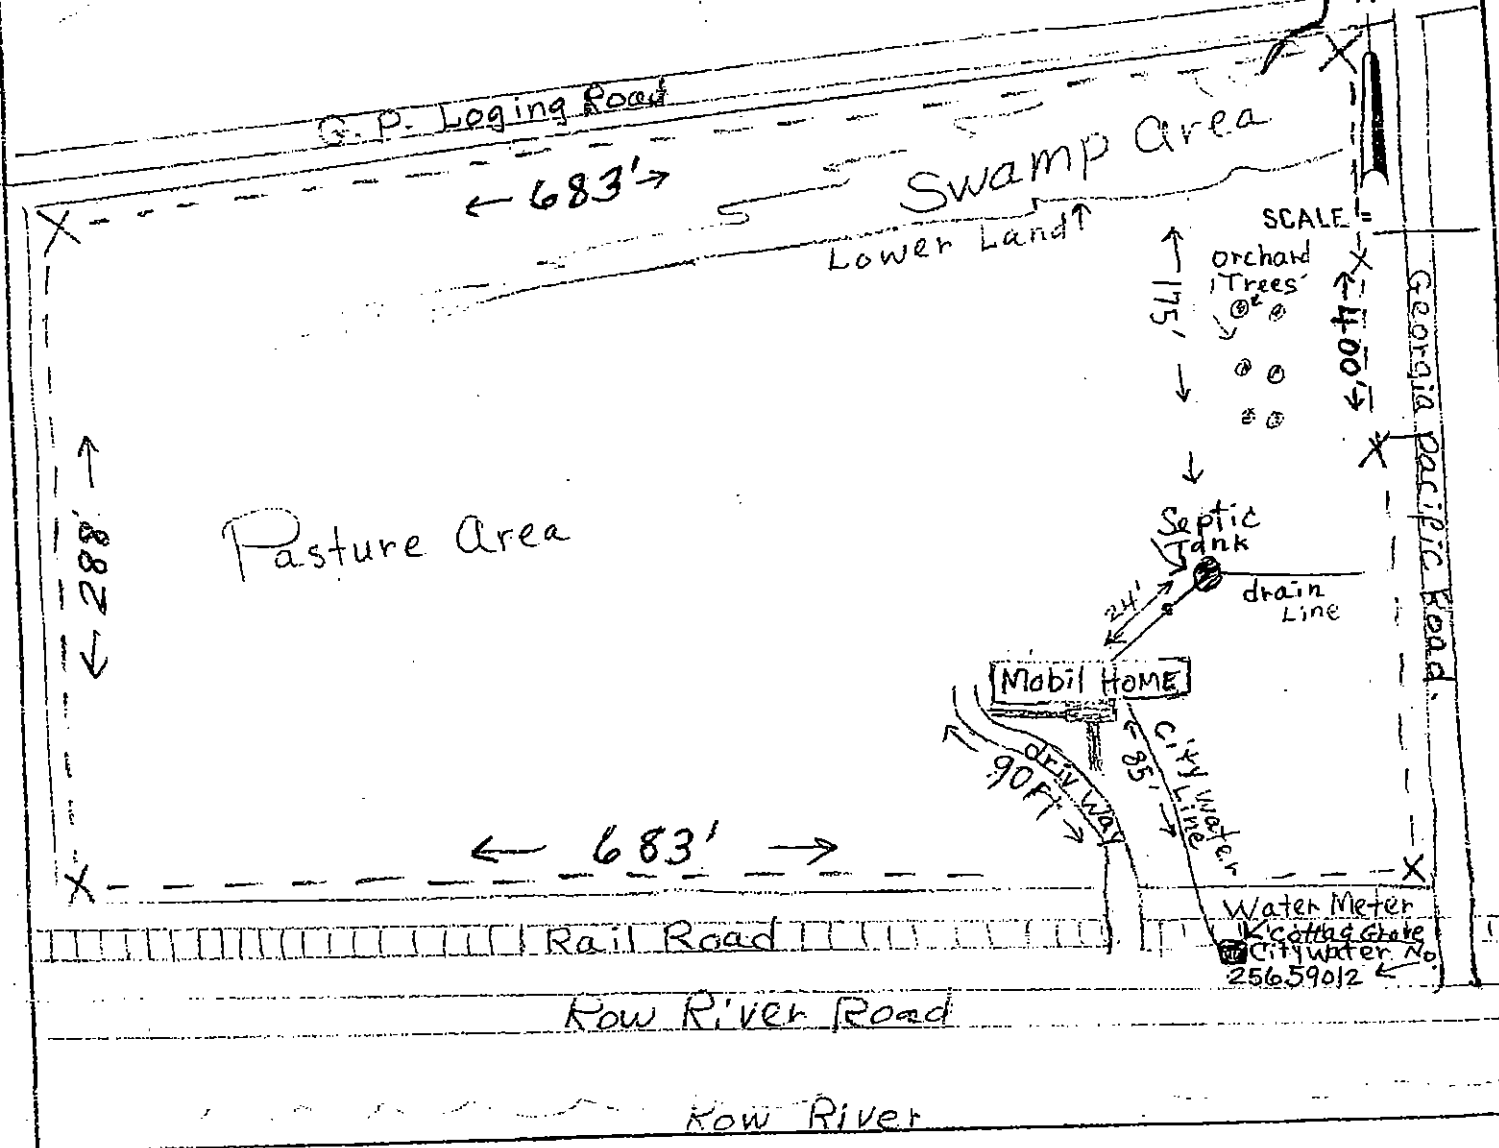 G. P. Loging Road
← 683' →
Swamp Area
Lower Land ↑
SCALE =
Orchard
Trees
175'
400'
Georgia Pacific Road.
288'
Pasture Area
Septic
Tank
24'
drain
Line
Mobil HOME
driv Way
90 Ft
85'
City Water
Line
← 683' →
Water Meter
Cottag Grove
City water No.
25659012 ←
Rail Road
Row River Road
Row River